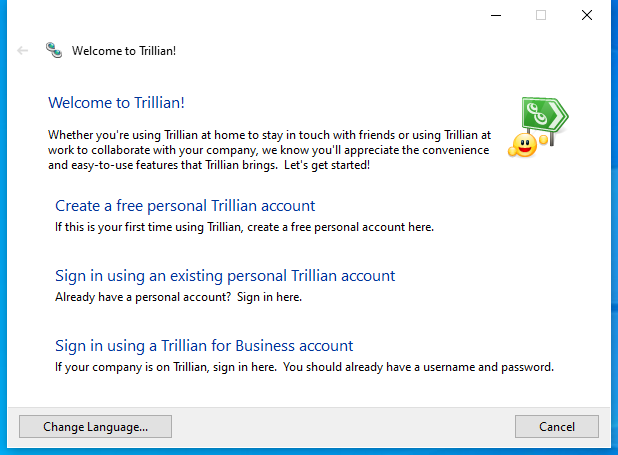 Welcome to Trillian!
Welcome to Trillian!
Whether you're using Trillian at home to stay in touch with friends or using Trillian at
work to collaborate with your company, we know you'll appreciate the convenience
and easy-to-use features that Trillian brings.  Let's get started!
Create a free personal Trillian account
If this is your first time using Trillian, create a free personal account here.
Sign in using an existing personal Trillian account
Already have a personal account?  Sign in here.
Sign in using a Trillian for Business account
If your company is on Trillian, sign in here.  You should already have a username and password.
Change Language...
Cancel